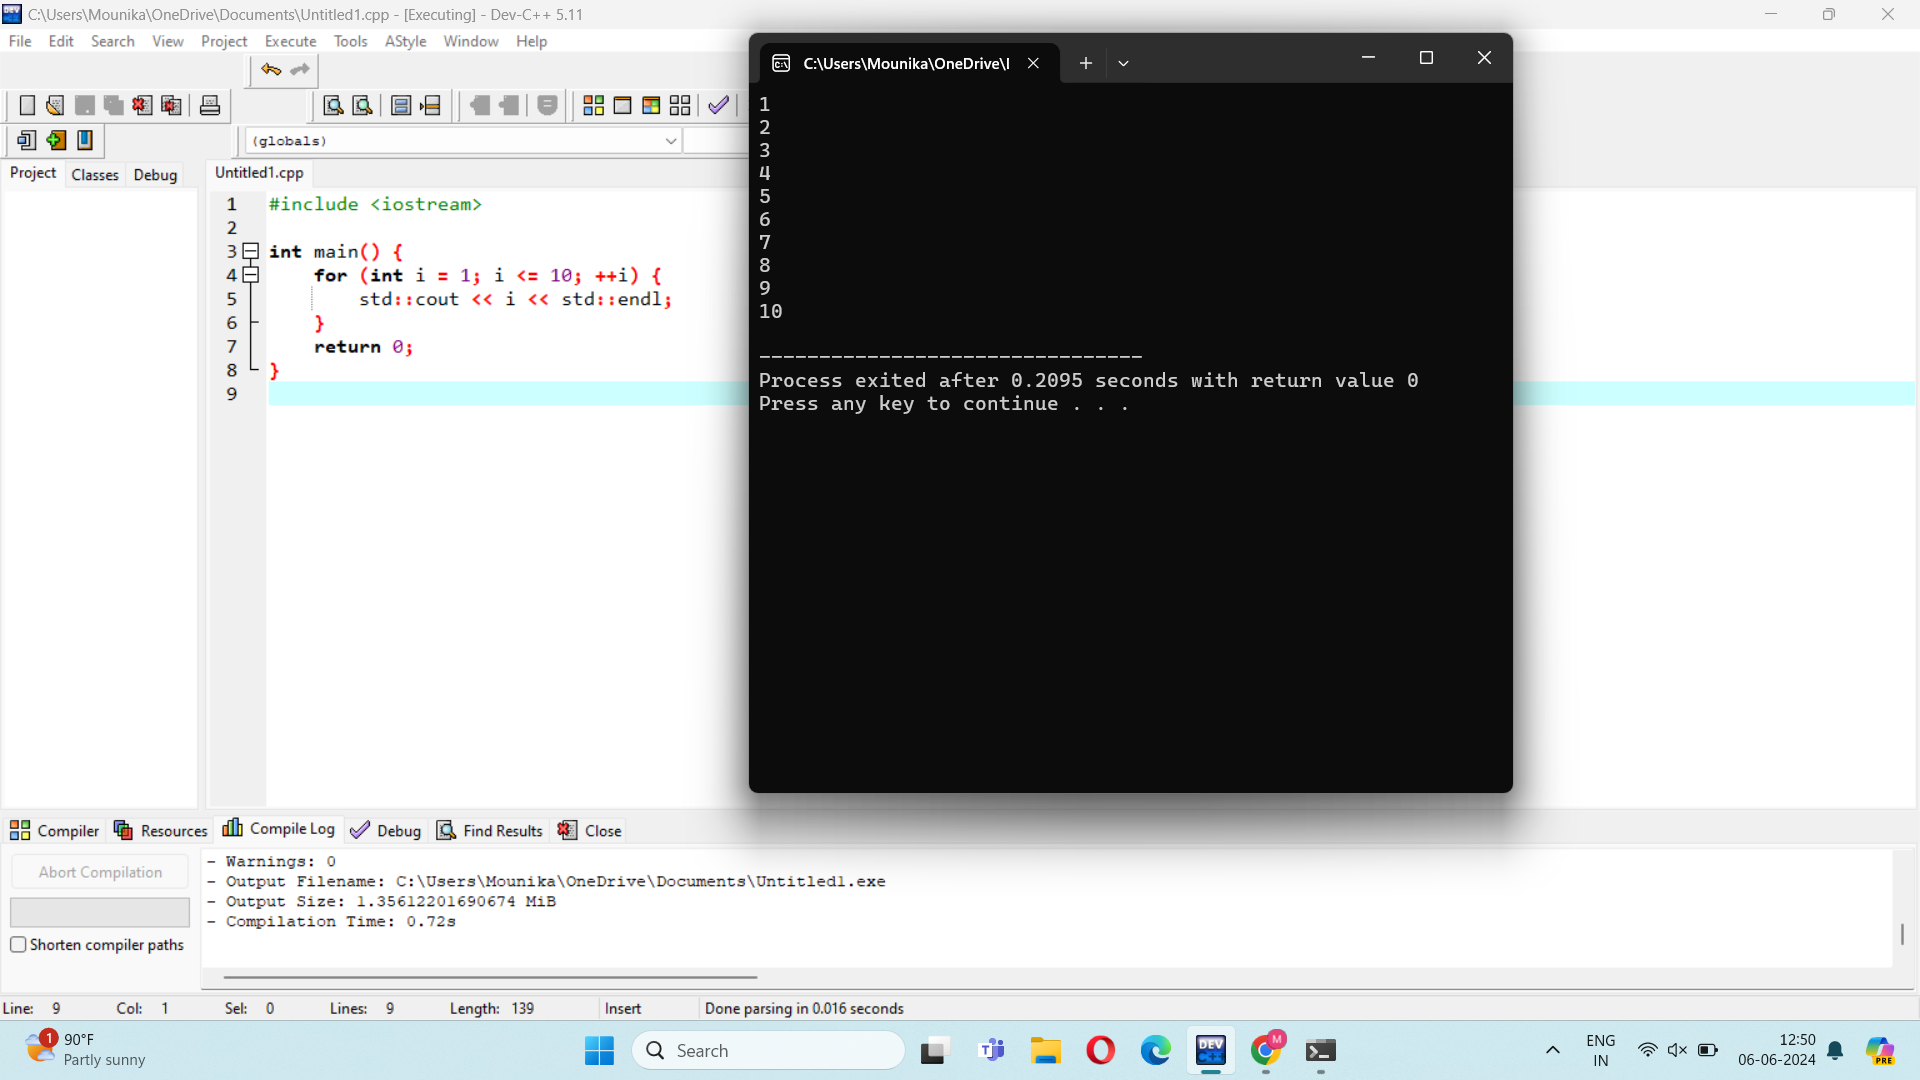 C:\Users\Mounika\OneDrive\Documents\Untitled1.cpp - [Executing] - Dev-C++ 5.11
File Edit Search View Project Execute Tools AStyle Window Help
(globals)
Project Classes Debug
Untitled1.cpp
1 #include <iostream>
2
3 int main() {
4     for (int i = 1; i <= 10; ++i) {
5         std::cout << i << std::endl;
6     }
7     return 0;
8 }
9
C:\Users\Mounika\OneDrive\I
1
2
3
4
5
6
7
8
9
10
--------------------------------
Process exited after 0.2095 seconds with return value 0
Press any key to continue . . .
Compiler Resources Compile Log Debug Find Results Close
Abort Compilation
Shorten compiler paths
- Warnings: 0
- Output Filename: C:\Users\Mounika\OneDrive\Documents\Untitled1.exe
- Output Size: 1.35612201690674 MiB
- Compilation Time: 0.72s
Line: 9 Col: 1 Sel: 0 Lines: 9 Length: 139 Insert Done parsing in 0.016 seconds
1
90°F
Partly sunny
Search
DEV
C++
M
ENG
IN
12:50
06-06-2024
PRE